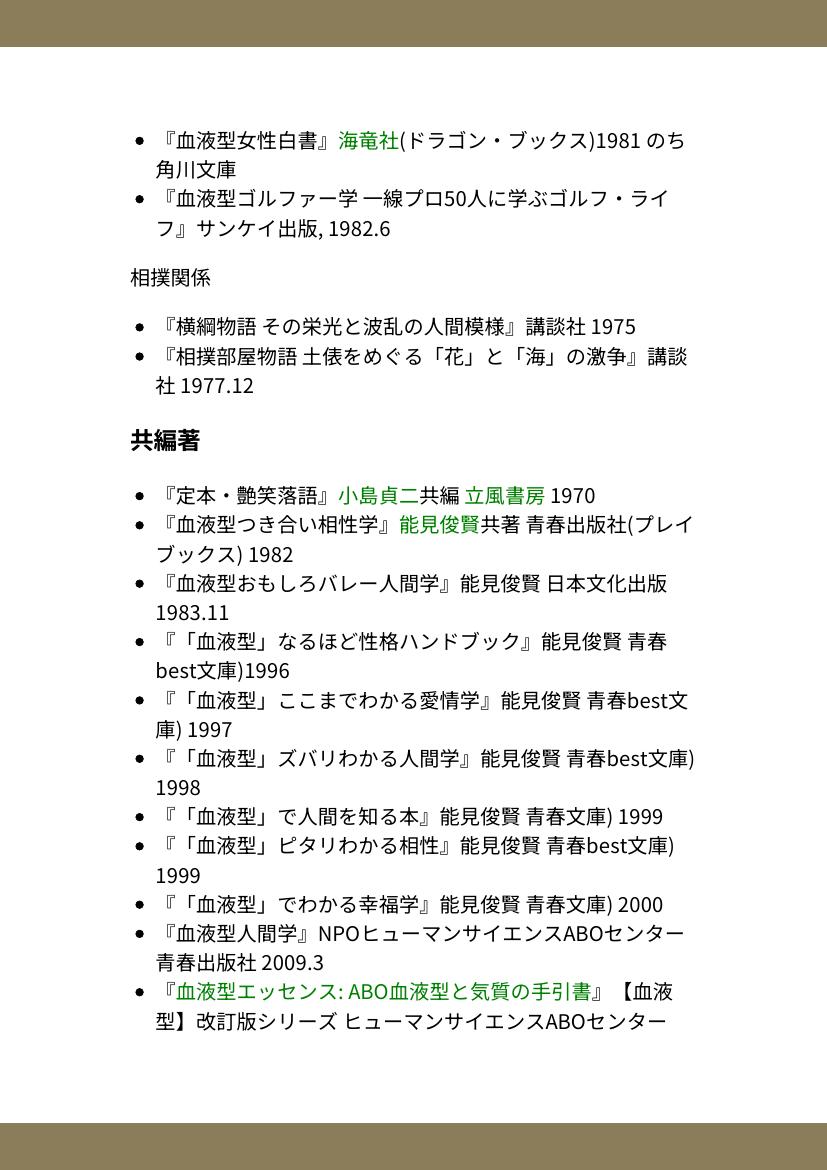 『血液型女性白書』海竜社(ドラゴン・ブックス)1981 のち
角川文庫
『血液型ゴルファー学 一線プロ50人に学ぶゴルフ・ライ
フ』サンケイ出版, 1982.6
相撲関係
『横綱物語 その栄光と波乱の人間模様』講談社 1975
『相撲部屋物語 土俵をめぐる「花」と「海」の激争』講談
社 1977.12
共編著
『定本・艶笑落語』小島貞二共編 立風書房 1970
『血液型つき合い相性学』能見俊賢共著 青春出版社(プレイ
ブックス) 1982
『血液型おもしろバレー人間学』能見俊賢 日本文化出版
1983.11
『「血液型」なるほど性格ハンドブック』能見俊賢 青春
best文庫)1996
『「血液型」ここまでわかる愛情学』能見俊賢 青春best文
庫) 1997
『「血液型」ズバリわかる人間学』能見俊賢 青春best文庫)
1998
『「血液型」で人間を知る本』能見俊賢 青春文庫) 1999
『「血液型」ピタリわかる相性』能見俊賢 青春best文庫)
1999
『「血液型」でわかる幸福学』能見俊賢 青春文庫) 2000
『血液型人間学』NPOヒューマンサイエンスABOセンター
青春出版社 2009.3
『血液型エッセンス: ABO血液型と気質の手引書』【血液
型】改訂版シリーズ ヒューマンサイエンスABOセンター